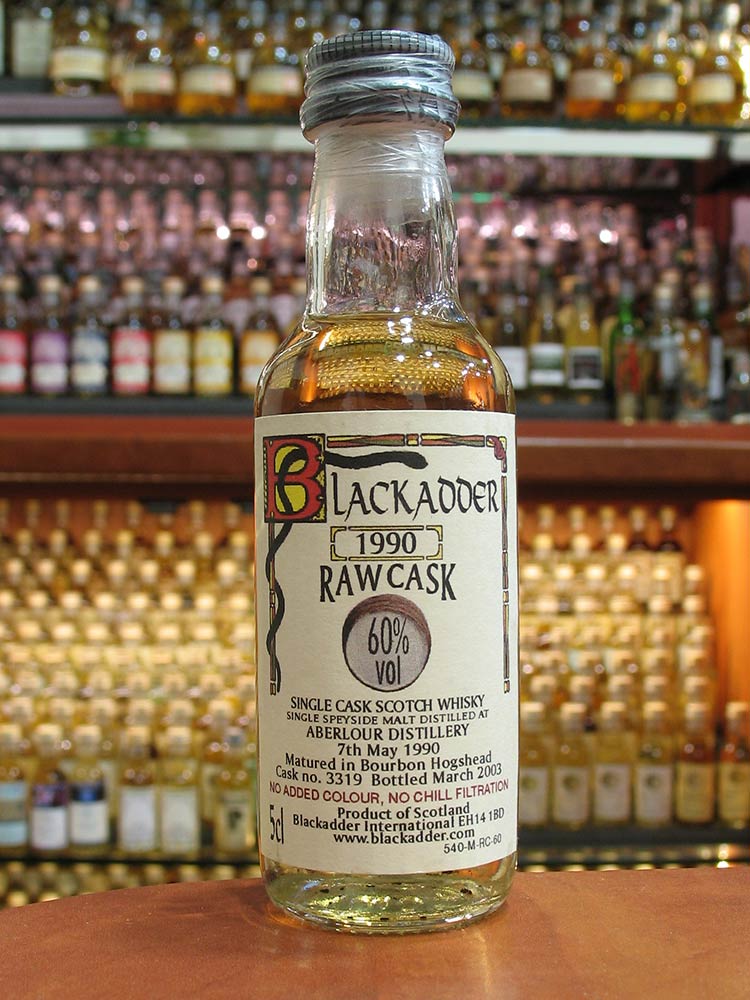 BLACKADDER
1990
RAW CASK
60%
vol
SINGLE CASK SCOTCH WHISKY
SINGLE SPEYSIDE MALT DISTILLED AT
ABERLOUR DISTILLERY
7th May 1990
Matured in Bourbon Hogshead
Cask no. 3319 Bottled March 2003
NO ADDED COLOUR, NO CHILL FILTRATION
Product of Scotland
Blackadder International EH14 1BD
www.blackadder.com
5cl
540-M-RC-60